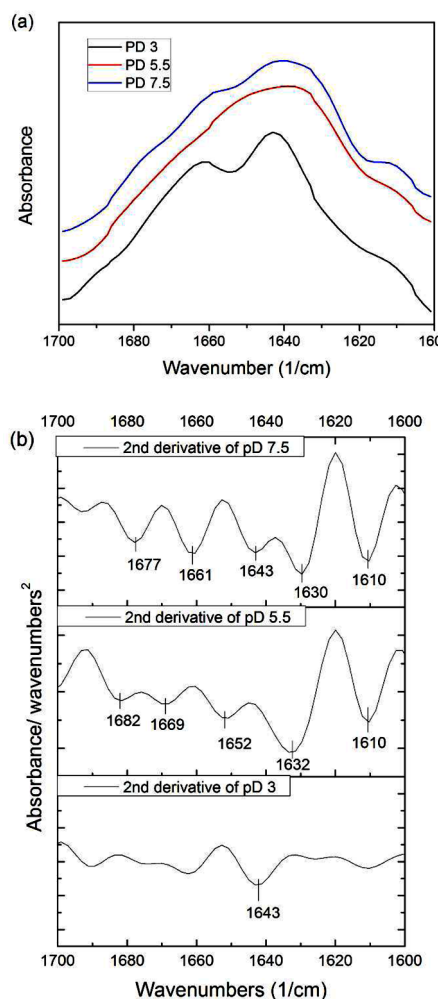 (a)
PD 3
PD 5.5
PD 7.5
Absorbance
1700 1680 1660 1640 1620 160
Wavenumber (1/cm)
(b)
1700 1680 1660 1640 1620 1600
2nd derivative of pD 7.5
1677 1661 1643 1630 1610
2nd derivative of pD 5.5
1682 1669 1652 1632 1610
2nd derivative of pD 3
1643
Absorbance/ wavenumbers²
1700 1680 1660 1640 1620 1600
Wavenumbers (1/cm)